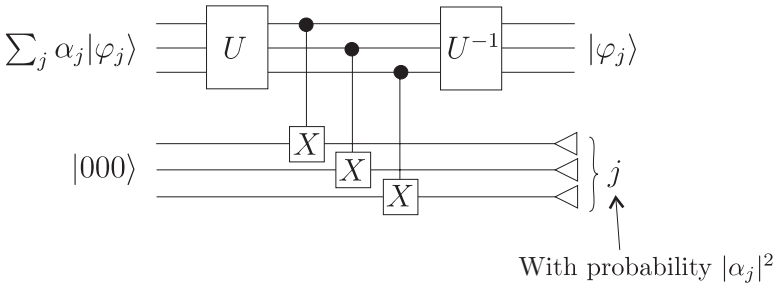 ∑_j α_j|φ_j⟩ U U⁻¹ |φ_j⟩
X
|000⟩ X j
X
With probability |α_j|²